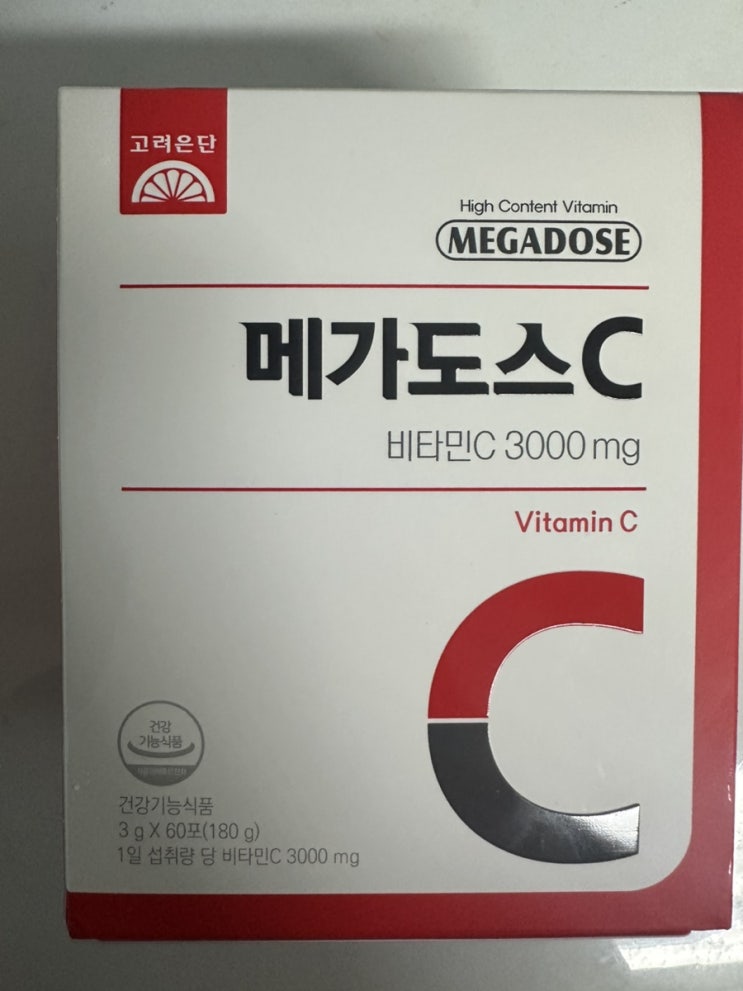 고려은단
High Content Vitamin
MEGADOSE
메가도스C
비타민C 3000 mg
Vitamin C
건강
기능식품
건강기능식품
3 g X 60포(180 g)
1일 섭취량 당 비타민C 3000 mg